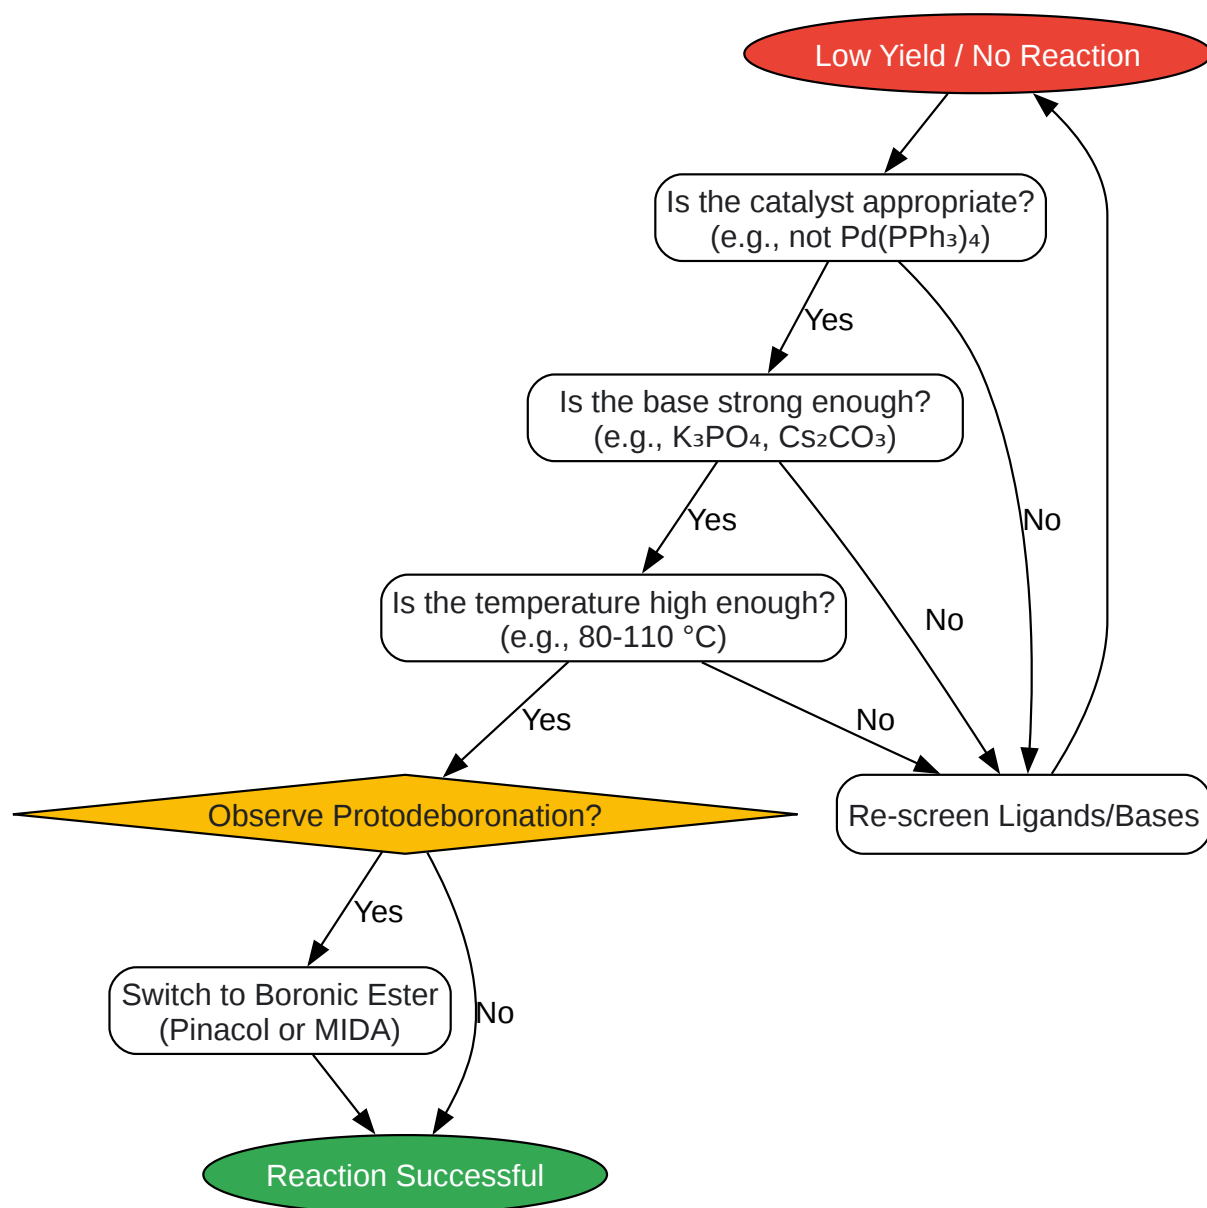 Low Yield / No Reaction
Is the catalyst appropriate?
(e.g., not Pd(PPh₃)₄)
Yes
Is the base strong enough?
(e.g., K₃PO₄, Cs₂CO₃)
Yes
No
Is the temperature high enough?
(e.g., 80-110 °C)
No
Yes
No
Observe Protodeboronation?
Re-screen Ligands/Bases
Yes
Switch to Boronic Ester
(Pinacol or MIDA)
No
Reaction Successful